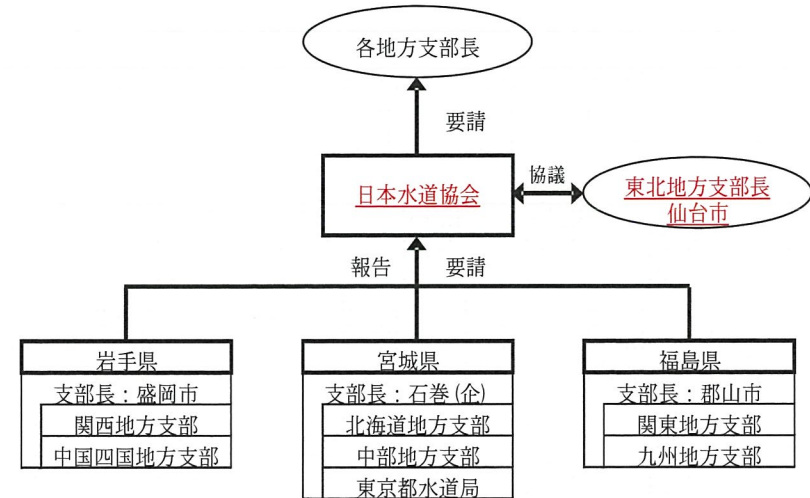 各地方支部長
要請
日本水道協会
協議
東北地方支部長
仙台市
報告 要請
岩手県
支部長：盛岡市
関西地方支部
中国四国地方支部
宮城県
支部長：石巻(企)
北海道地方支部
中部地方支部
東京都水道局
福島県
支部長：郡山市
関東地方支部
九州地方支部